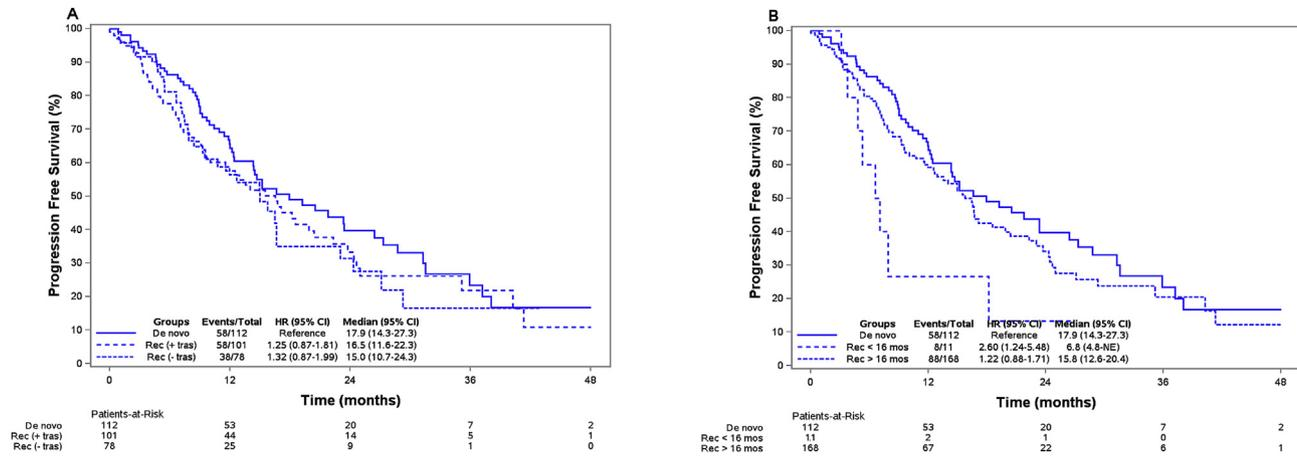 A
Progression Free Survival (%)
100
90
80
70
60
50
40
30
20
10
0
Groups Events/Total HR (95% CI) Median (95% CI)
De novo 58/112 Reference 17.9 (14.3-27.3)
Rec (+ tras) 58/101 1.25 (0.87-1.81) 16.5 (11.6-22.3)
Rec (- tras) 38/78 1.32 (0.87-1.99) 15.0 (10.7-24.3)
0 12 24 36 48
Time (months)
Patients-at-Risk
De novo 112 53 20 7 2
Rec (+ tras) 101 44 14 5 1
Rec (- tras) 78 25 9 1 0
B
Progression Free Survival (%)
100
90
80
70
60
50
40
30
20
10
0
Groups Events/Total HR (95% CI) Median (95% CI)
De novo 58/112 Reference 17.9 (14.3-27.3)
Rec < 16 mos 8/11 2.60 (1.24-5.48) 6.8 (4.8-NE)
Rec > 16 mos 88/168 1.22 (0.88-1.71) 15.8 (12.6-20.4)
0 12 24 36 48
Time (months)
Patients-at-Risk
De novo 112 53 20 7 2
Rec < 16 mos 11 2 1 0
Rec > 16 mos 168 67 22 6 1